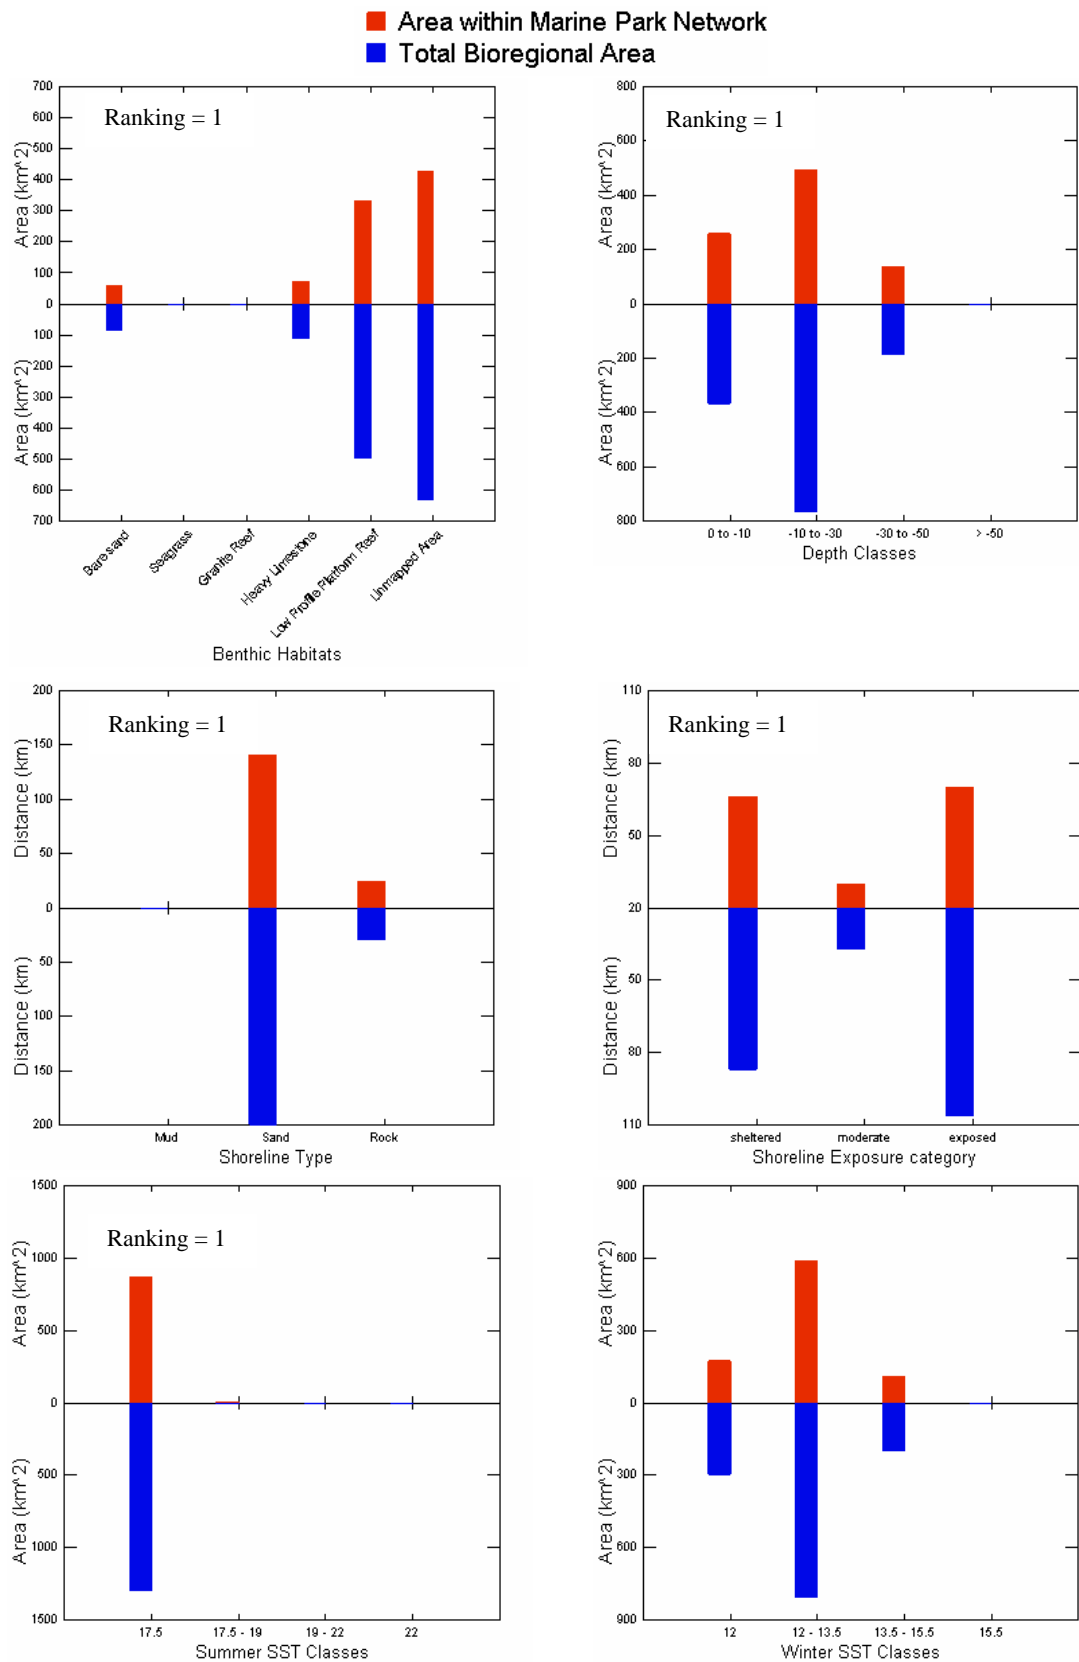 Area within Marine Park Network
Total Bioregional Area
Ranking = 1
700
600
500
400
300
200
100
0
100
200
300
400
500
600
700
Area (km^2)
Area (km^2)
Bare sand
Seagrass
Granite Reef
Heavy Limestone
Low Profile Platform Reef
Unmapped Area
Benthic Habitats
Ranking = 1
800
600
400
200
0
200
400
600
800
Area (km^2)
Area (km^2)
0 to -10
-10 to -30
-30 to -50
> -50
Depth Classes
Ranking = 1
200
150
100
50
0
50
100
150
200
Distance (km)
Distance (km)
Mud
Sand
Rock
Shoreline Type
Ranking = 1
110
80
50
20
50
80
110
Distance (km)
Distance (km)
sheltered
moderate
exposed
Shoreline Exposure category
Ranking = 1
1500
1000
500
0
500
1000
1500
Area (km^2)
Area (km^2)
17.5
17.5 - 19
19 - 22
22
Summer SST Classes
900
600
300
0
300
600
900
Area (km^2)
Area (km^2)
12
12 - 13.5
13.5 - 15.5
15.5
Winter SST Classes